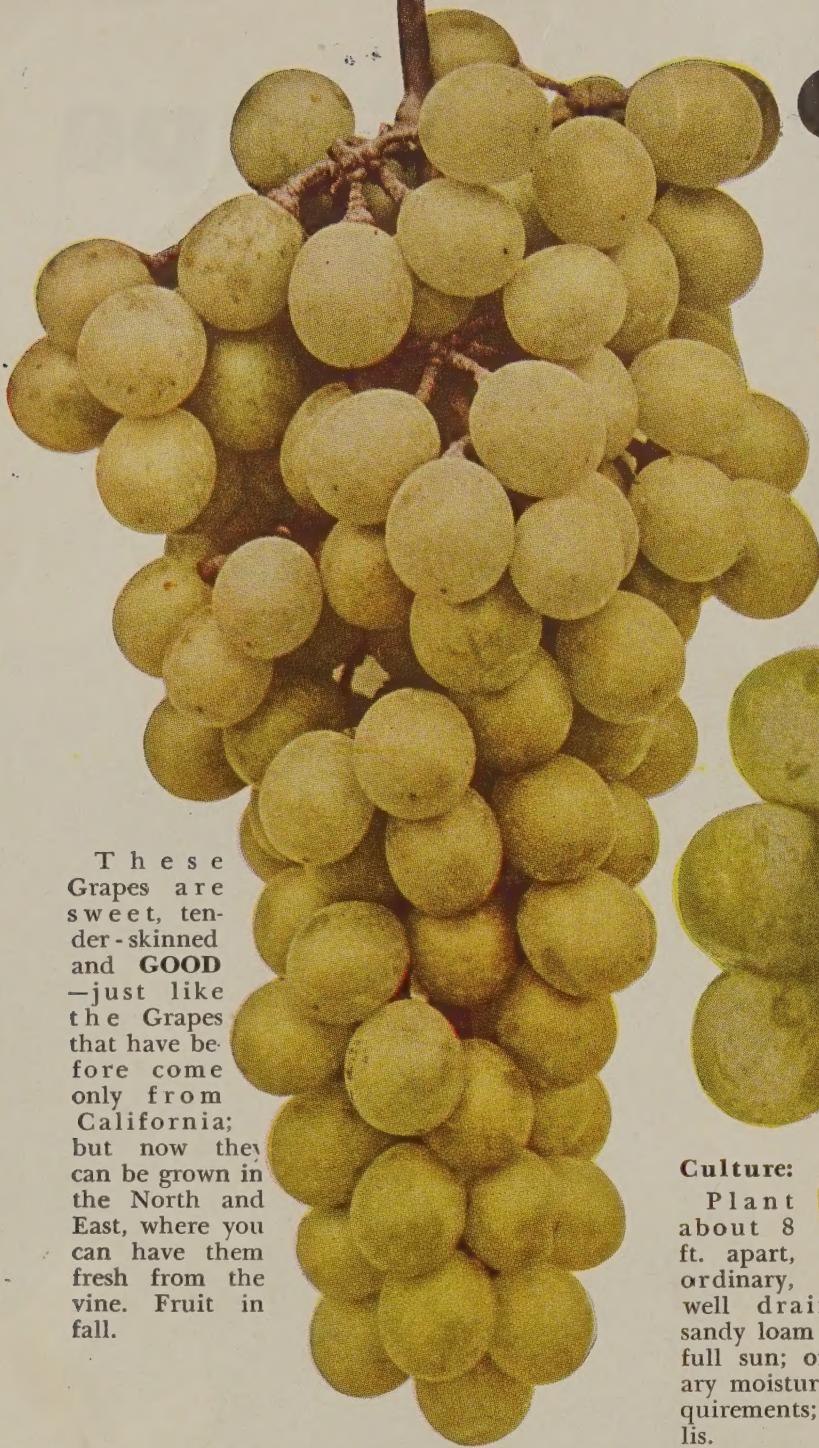 These
Grapes are
sweet, ten-
der-skinned
and GOOD
—just like
the Grapes
that have be-
fore come
only from
California;
but now they
can be grown in
the North and
East, where you
can have them
fresh from the
vine. Fruit in
fall.
Culture:
Plant
about 8
ft. apart,
ordinary,
well drai
sandy loam
full sun; o
ary moistur
quirements;
lis.